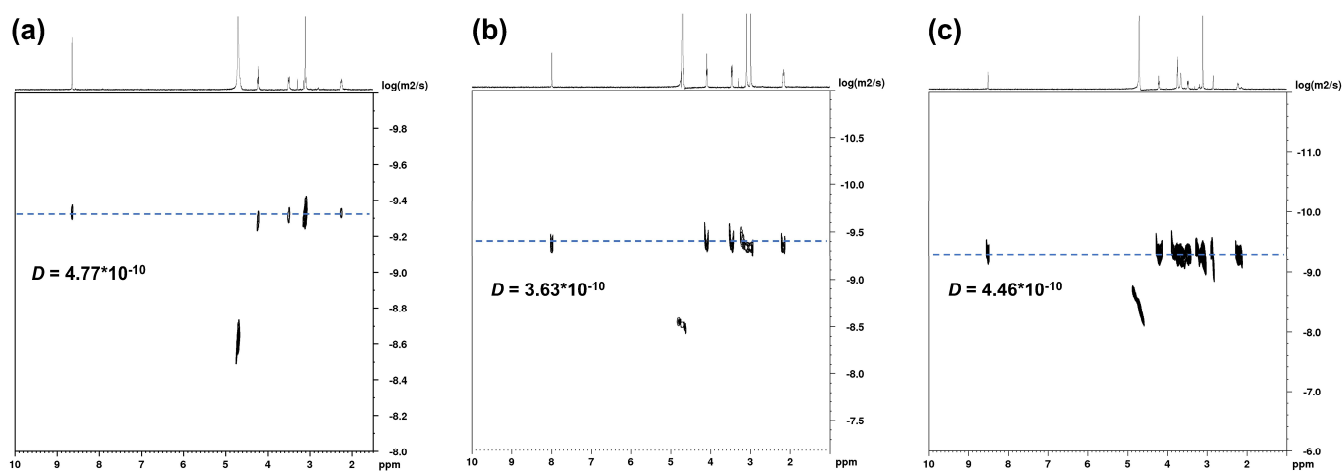 (a)
log(m2/s)
-9.8
-9.6
-9.4
-9.2
-9.0
-8.8
-8.6
-8.4
-8.2
-8.0
D = 4.77*10-10
10 9 8 7 6 5 4 3 2 ppm
(b)
log(m2/s)
-10.5
-10.0
-9.5
-9.0
-8.5
-8.0
-7.5
D = 3.63*10-10
10 9 8 7 6 5 4 3 2 ppm
(c)
log(m2/s)
-11.0
-10.0
-9.0
-8.0
-7.0
-6.0
D = 4.46*10-10
10 9 8 7 6 5 4 3 2 ppm